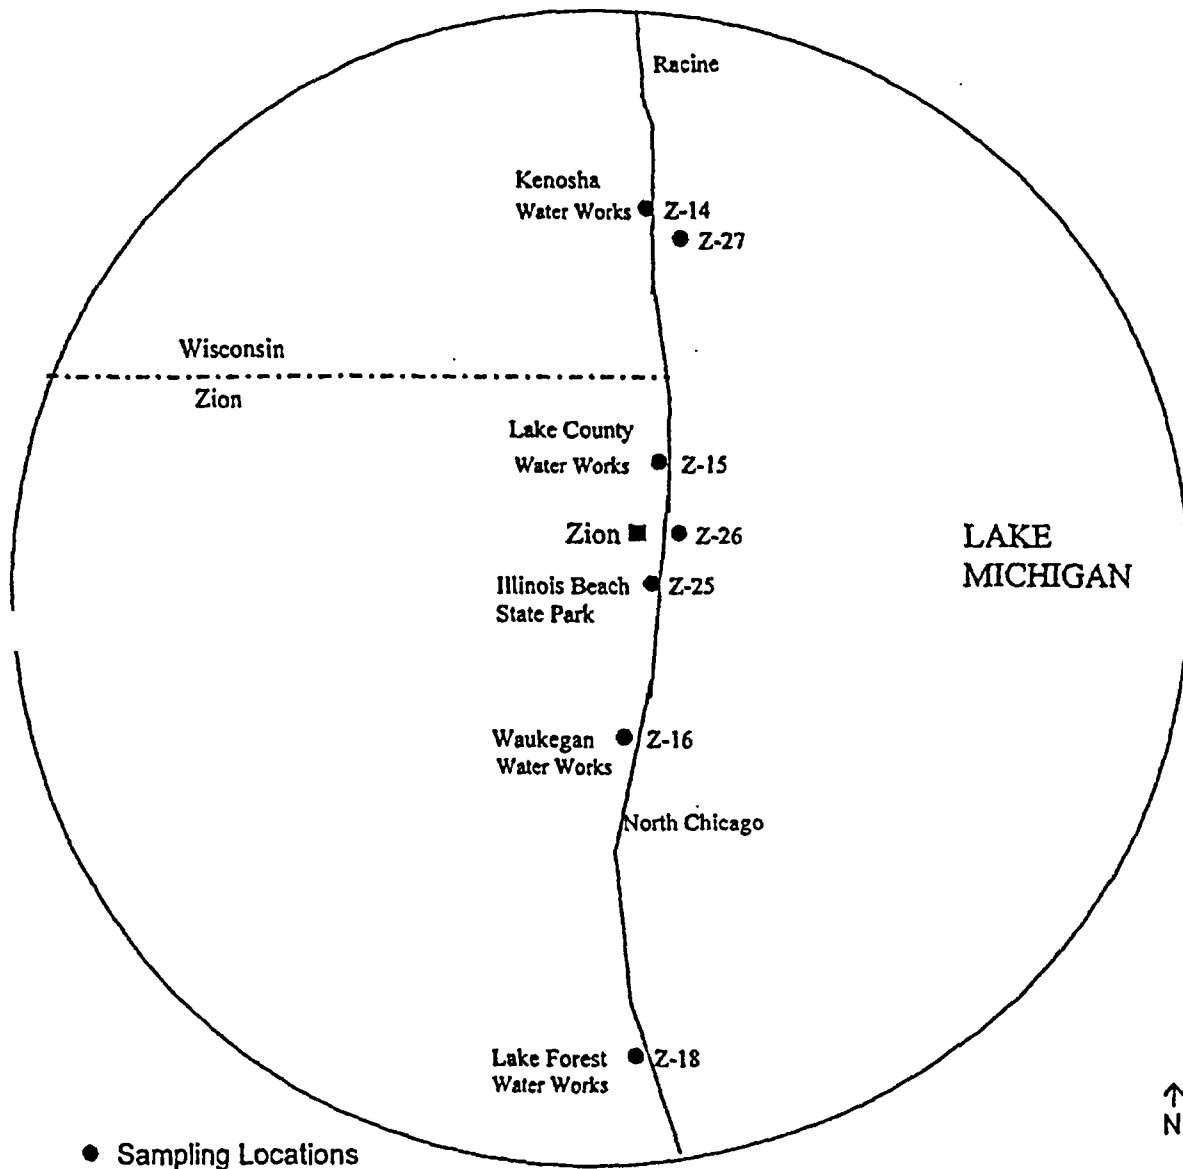 Racine
Kenosha
Water Works
Z-14
Z-27
Wisconsin
Zion
Lake County
Water Works
Z-15
Zion
Z-26
LAKE
MICHIGAN
Illinois Beach
State Park
Z-25
Waukegan
Water Works
Z-16
North Chicago
Lake Forest
Water Works
Z-18
N
Sampling Locations